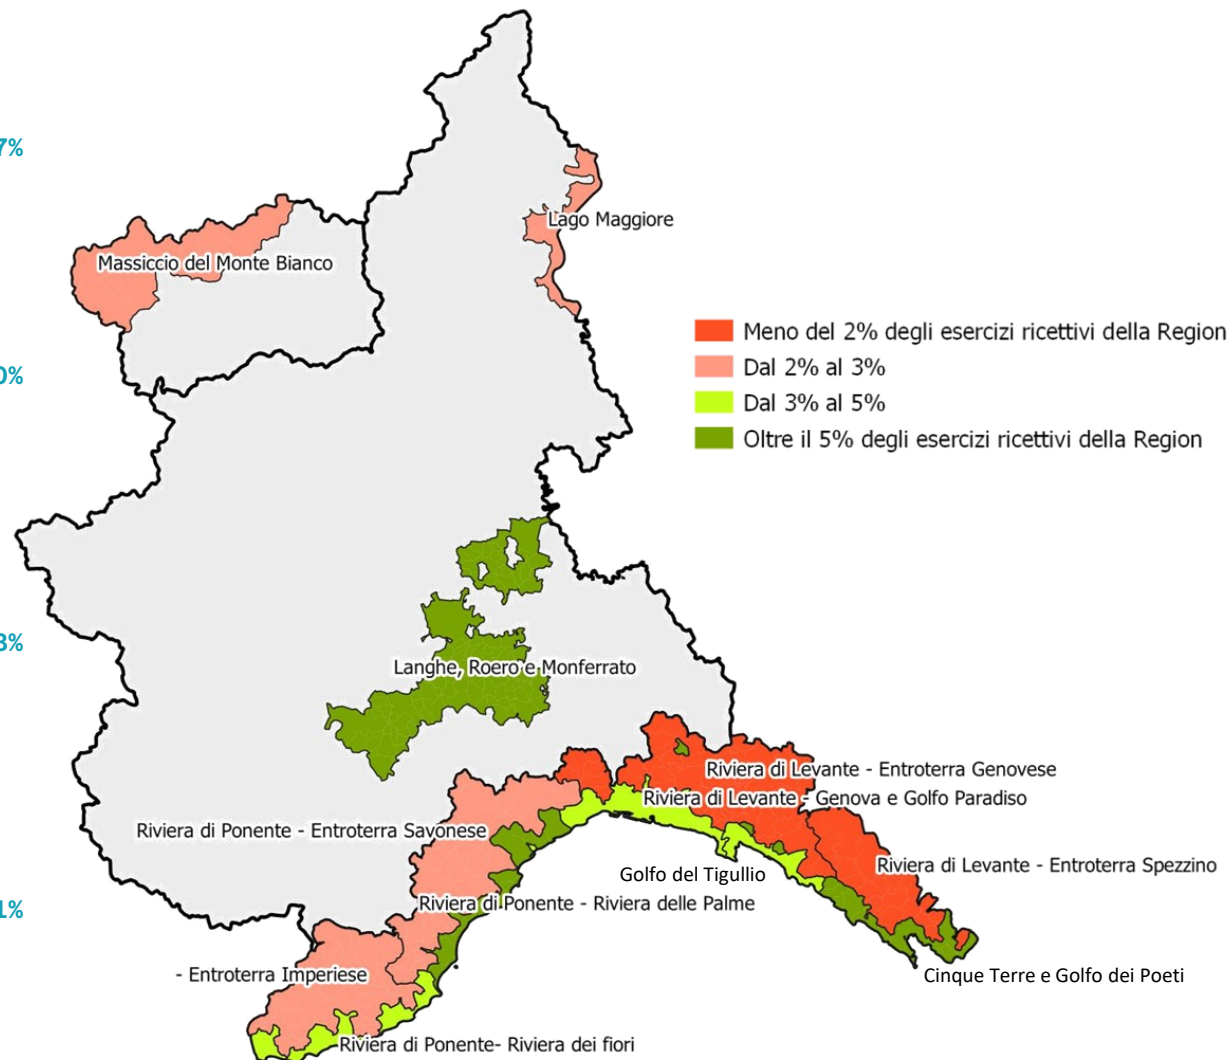 7%
Lago Maggiore
Massiccio del Monte Bianco
Meno del 2% degli esercizi ricettivi della Region
0%
Dal 2% al 3%
Dal 3% al 5%
Oltre il 5% degli esercizi ricettivi della Region
3%
Langhe, Roero e Monferrato
Riviera di Levante - Entroterra Genovese
Riviera di Levante - Genova e Golfo Paradiso
Riviera di Ponente - Entroterra Savonese
Riviera di Levante - Entroterra Spezzino
Golfo del Tigullio
1%
Riviera di Ponente - Riviera delle Palme
- Entroterra Imperiese
Cinque Terre e Golfo dei Poeti
Riviera di Ponente- Riviera dei fiori